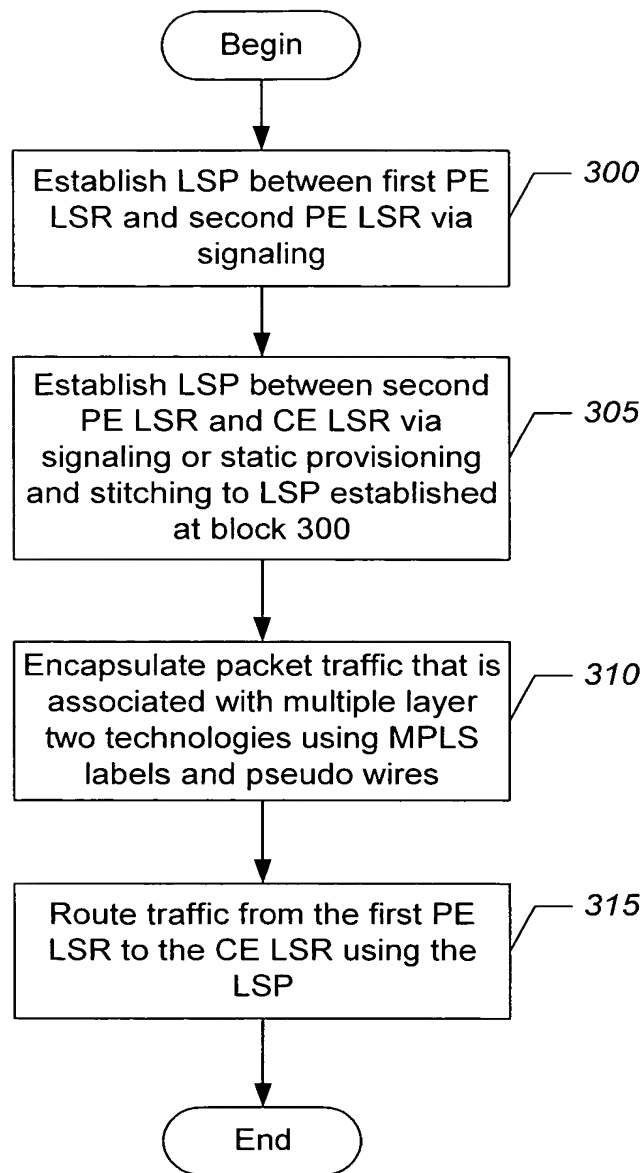 Begin
Establish LSP between first PE
LSR and second PE LSR via
signaling
300
Establish LSP between second
PE LSR and CE LSR via
signaling or static provisioning
and stitching to LSP established
at block 300
305
Encapsulate packet traffic that is
associated with multiple layer
two technologies using MPLS
labels and pseudo wires
310
Route traffic from the first PE
LSR to the CE LSR using the
LSP
315
End